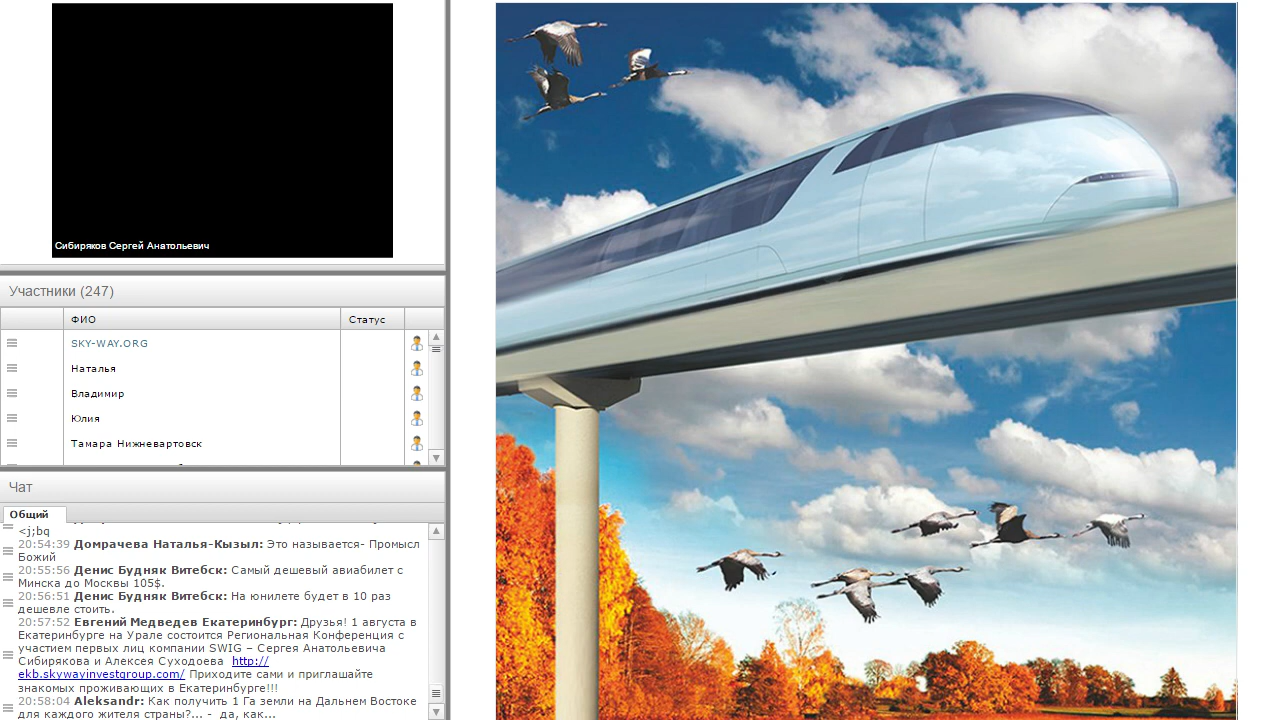 Сибиряков Сергей Анатольевич
Участники (247)
ФИО
Статус
SKY-WAY.ORG
Наталья
Владимир
Юлия
Тамара Нижневартовск
Чат
Общий
<j;bq
20:54:39 Домрачева Наталья-Кызыл: Это называется- Промысл
Божий
20:55:56 Денис Будняк Витебск: Самый дешевый авиабилет с
Минска до Москвы 105$.
20:56:51 Денис Будняк Витебск: На юнилете будет в 10 раз
дешевле стоить.
20:57:52 Евгений Медведев Екатеринбург: Друзья! 1 августа в
Екатеринбурге на Урале состоится Региональная Конференция с
участием первых лиц компании SWIG – Сергея Анатольевича
Сибирякова и Алексея Суходоева http://
ekb.skywayinvestgroup.com/ Приходите сами и приглашайте
знакомых проживающих в Екатеринбурге!!!
20:58:04 Aleksandr: Как получить 1 Га земли на Дальнем Востоке
для каждого жителя страны?... - да, как...